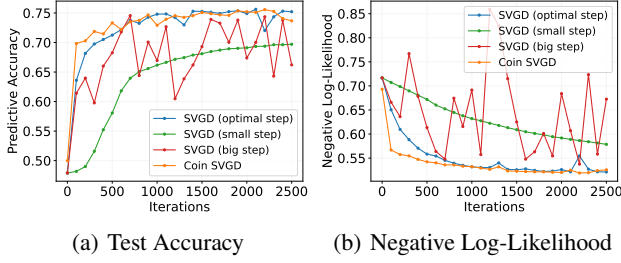 Predictive Accuracy
0.75
0.70
0.65
0.60
0.55
0.50
SVGD (optimal step)
SVGD (small step)
SVGD (big step)
Coin SVGD
0 500 1000 1500 2000 2500
Iterations
(a) Test Accuracy
Negative Log-Likelihood
0.85
0.80
0.75
0.70
0.65
0.60
0.55
SVGD (optimal step)
SVGD (small step)
SVGD (big step)
Coin SVGD
0 500 1000 1500 2000 2500
Iterations
(b) Negative Log-Likelihood